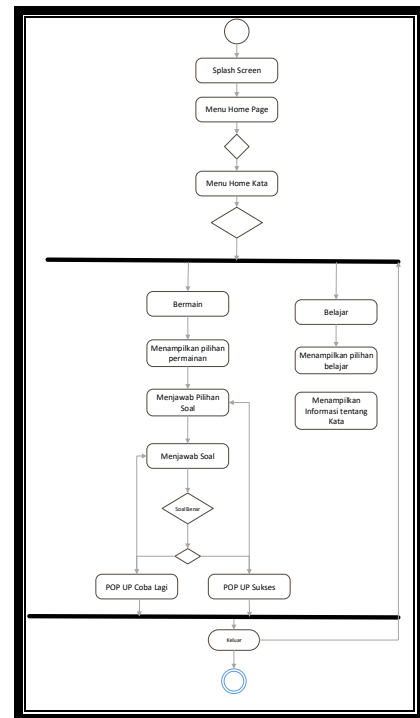 Splash Screen
Menu Home Page
Menu Home Kata
Bermain
Belajar
Menampilkan pilihan
permainan
Menampilkan pilihan
belajar
Menjawab Pilihan
Soal
Menampilkan
Informasi tentang
Kata
Menjawab Soal
SoalBenar
POP UP Coba Lagi
POP UP Sukses
Keluar